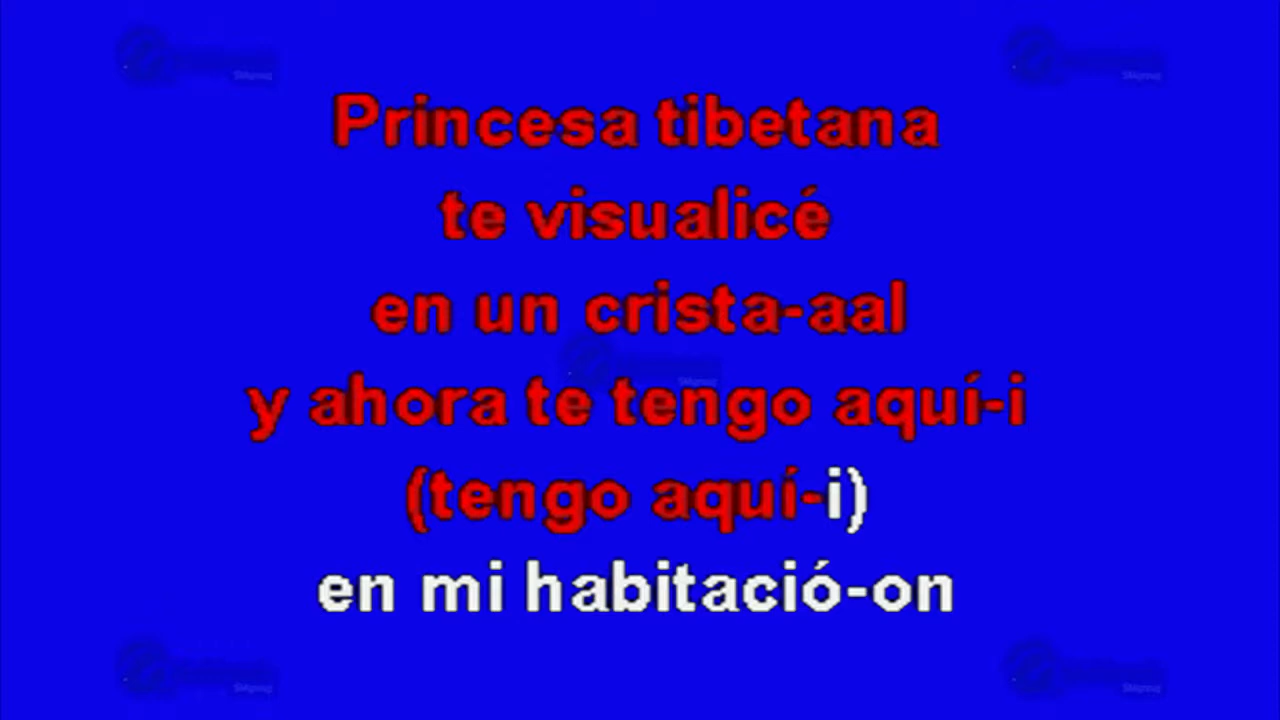 Princesa tibetana
te visualicé
en un crista-aal
y ahora te tengo aquí-i
(tengo aquí-i)
en mi habitació-on